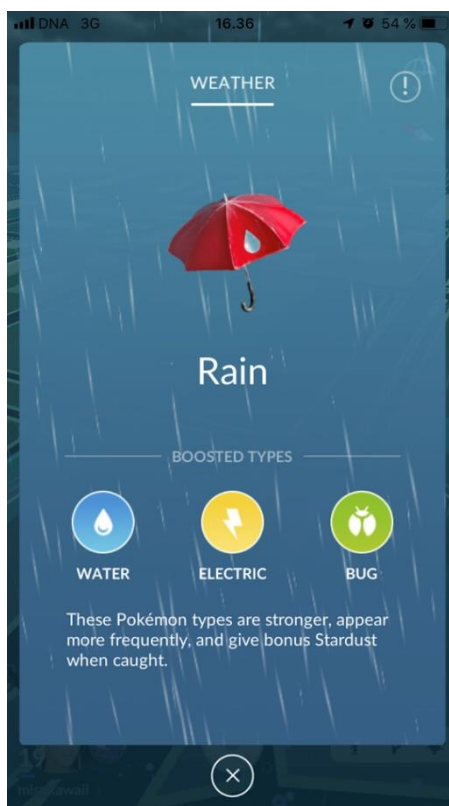 DNA 3G 16.36 54 %
WEATHER
Rain
BOOSTED TYPES
WATER ELECTRIC BUG
These Pokémon types are stronger, appear
more frequently, and give bonus Stardust
when caught.
19